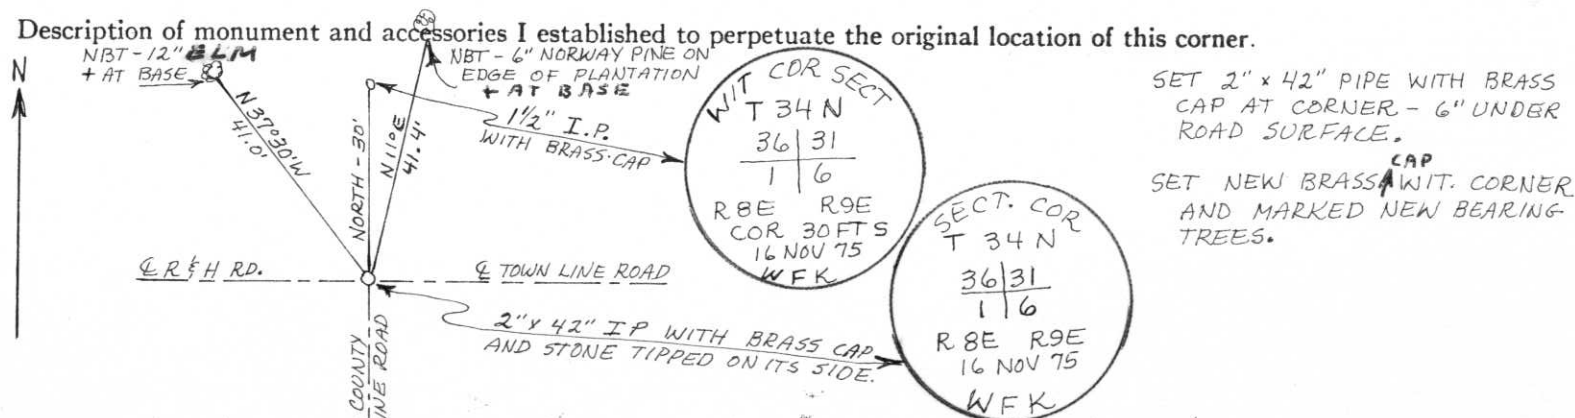 Description of monument and accessories I established to perpetuate the original location of this corner.
NBT - 12" ELM
+ AT BASE
N
NBT - 6" NORWAY PINE ON
EDGE OF PLANTATION
+ AT BASE
N37°30'W
41.0'
NORTH - 30'
N11°E
41.4'
1½" I.P.
WITH BRASS CAP
WIT COR SECT
T 34 N
36 31
1 6
R 8E R9E
COR 30 FT S
16 NOV 75
WFK
SET 2" x 42" PIPE WITH BRASS
CAP AT CORNER - 6" UNDER
ROAD SURFACE.
CAP
SET NEW BRASS WIT. CORNER
AND MARKED NEW BEARING
TREES.
℄ R & H RD.
℄ TOWN LINE ROAD
COUNTY
LINE ROAD
2" x 42" IP WITH BRASS CAP
AND STONE TIPPED ON ITS SIDE.
SECT. COR
T 34 N
36 31
1 6
R 8E R9E
16 NOV 75
WFK